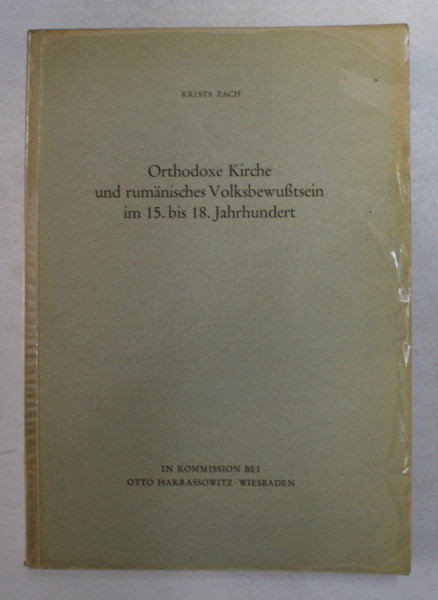 KRISTA ZACH
Orthodoxe Kirche
und rumänisches Volksbewußtsein
im 15. bis 18. Jahrhundert
IN KOMMISSION BEI
OTTO HARRASSOWITZ · WIESBADEN